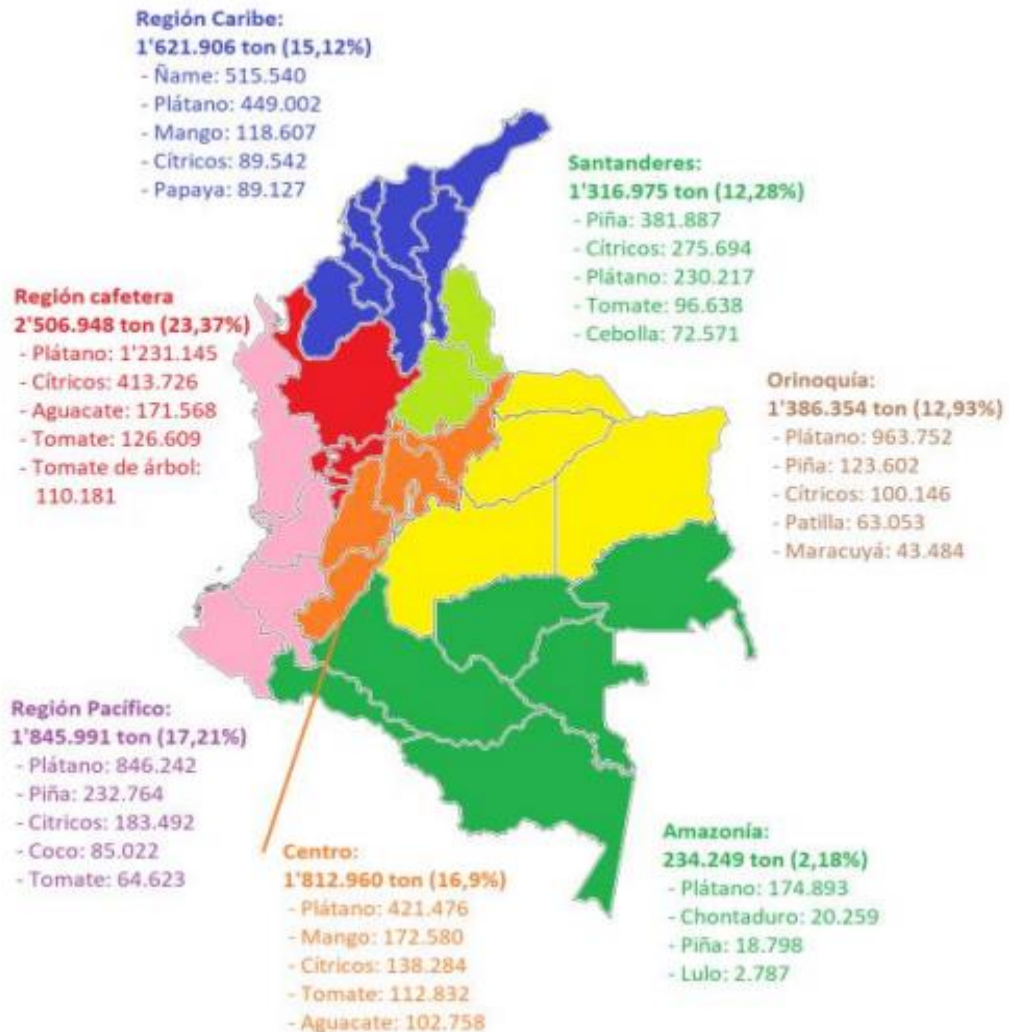 Región Caribe:
1'621.906 ton (15,12%)
- Ñame: 515.540
- Plátano: 449.002
- Mango: 118.607
- Cítricos: 89.542
- Papaya: 89.127
Santanderes:
1'316.975 ton (12,28%)
- Piña: 381.887
- Cítricos: 275.694
- Plátano: 230.217
- Tomate: 96.638
- Cebolla: 72.571
Región cafetera
2'506.948 ton (23,37%)
- Plátano: 1'231.145
- Cítricos: 413.726
- Aguacate: 171.568
- Tomate: 126.609
- Tomate de árbol:
110.181
Orinoquía:
1'386.354 ton (12,93%)
- Plátano: 963.752
- Piña: 123.602
- Cítricos: 100.146
- Patilla: 63.053
- Maracuyá: 43.484
Región Pacífico:
1'845.991 ton (17,21%)
- Plátano: 846.242
- Piña: 232.764
- Cítricos: 183.492
- Coco: 85.022
- Tomate: 64.623
Centro:
1'812.960 ton (16,9%)
- Plátano: 421.476
- Mango: 172.580
- Cítricos: 138.284
- Tomate: 112.832
- Aguacate: 102.758
Amazonía:
234.249 ton (2,18%)
- Plátano: 174.893
- Chontaduro: 20.259
- Piña: 18.798
- Lulo: 2.787